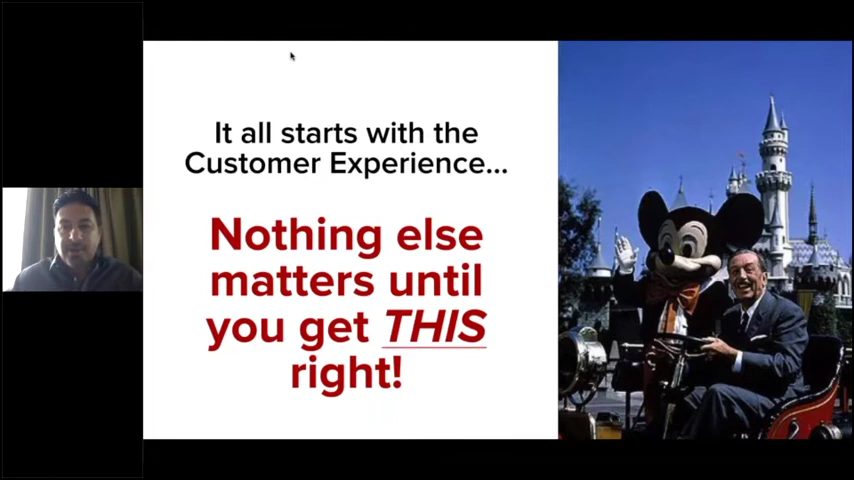 It all starts with the
Customer Experience...
Nothing else
matters until
you get THIS
right!